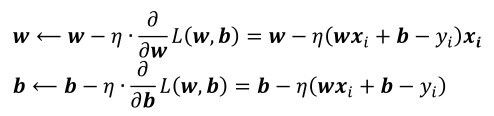 𝒘 ⟵ 𝒘 − η · ∂/∂𝒘 L(𝒘, 𝒃) = 𝒘 − η(𝒘𝒙ᵢ + 𝒃 − yᵢ)𝒙ᵢ
𝒃 ⟵ 𝒃 − η · ∂/∂𝒃 L(𝒘, 𝒃) = 𝒃 − η(𝒘𝒙ᵢ + 𝒃 − yᵢ)